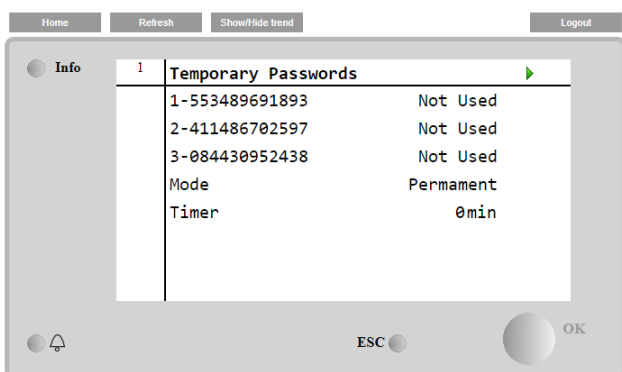 Home Refresh Show/Hide trend Logout
Info
1 Temporary Passwords
1-553489691893 Not Used
2-411486702597 Not Used
3-084430952438 Not Used
Mode Permament
Timer 0min
ESC OK